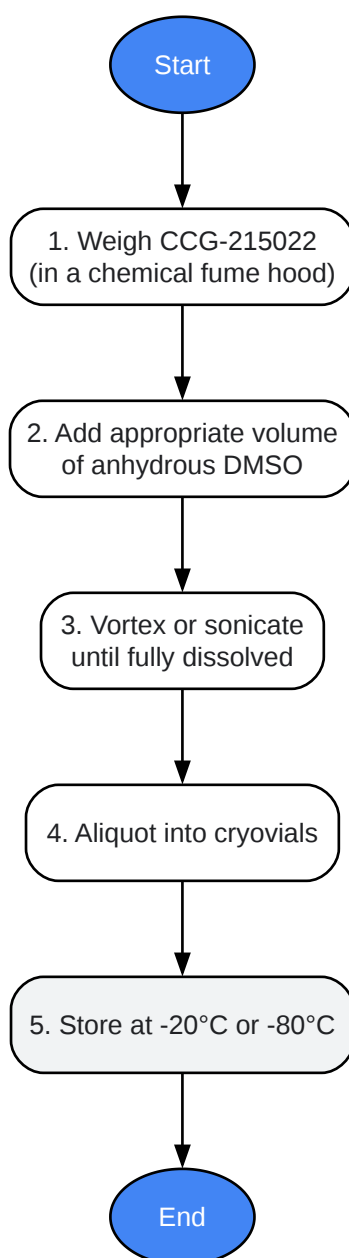 Start
1. Weigh CCG-215022
(in a chemical fume hood)
2. Add appropriate volume
of anhydrous DMSO
3. Vortex or sonicate
until fully dissolved
4. Aliquot into cryovials
5. Store at -20°C or -80°C
End